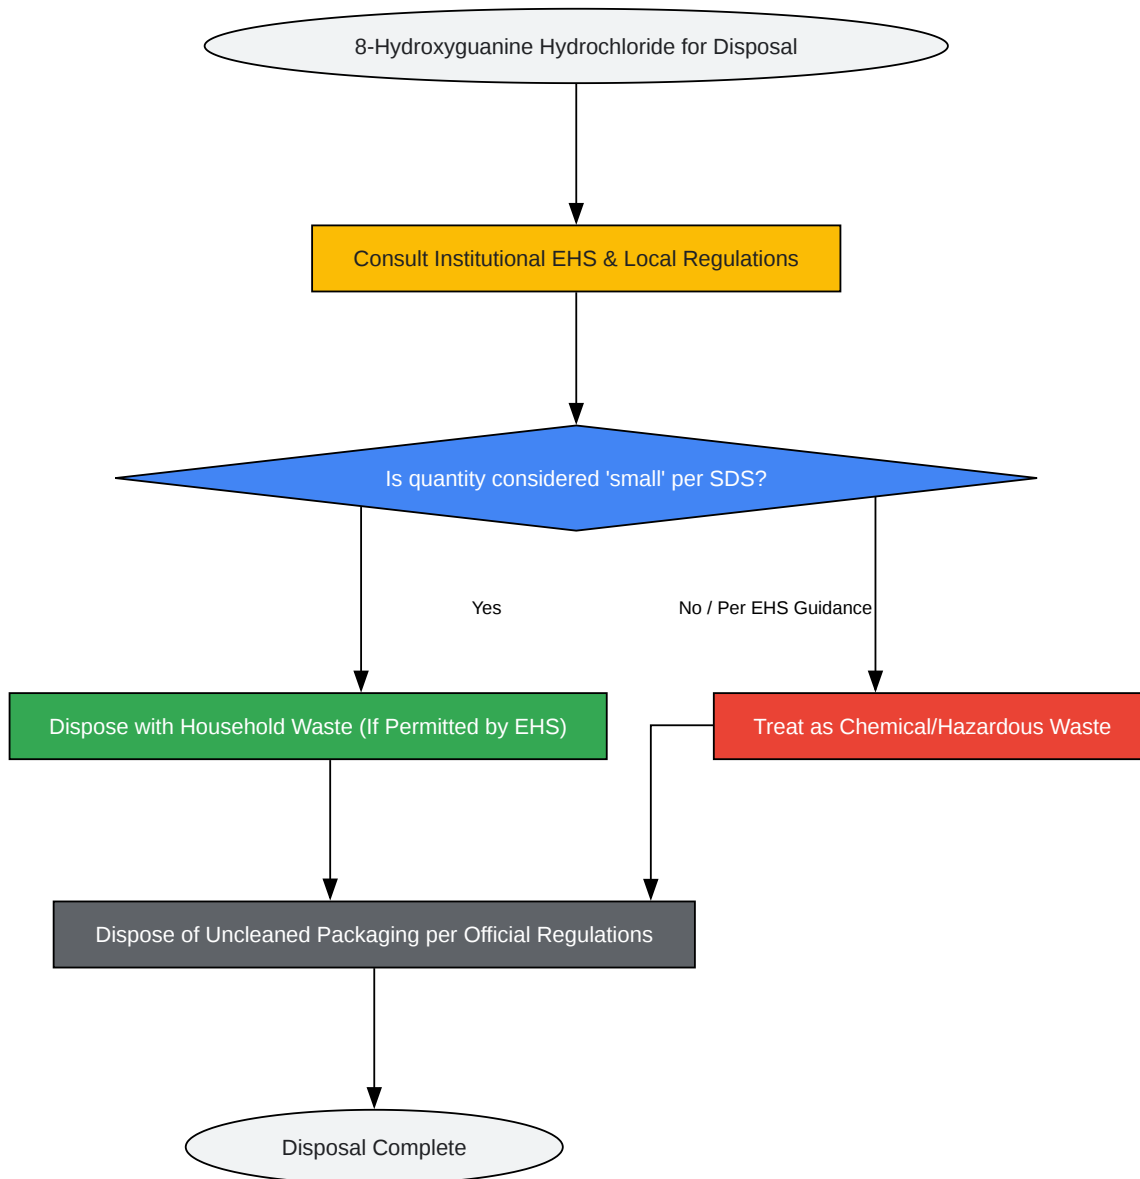 8-Hydroxyguanine Hydrochloride for Disposal
Consult Institutional EHS & Local Regulations
Is quantity considered 'small' per SDS?
Yes
No / Per EHS Guidance
Dispose with Household Waste (If Permitted by EHS)
Treat as Chemical/Hazardous Waste
Dispose of Uncleaned Packaging per Official Regulations
Disposal Complete